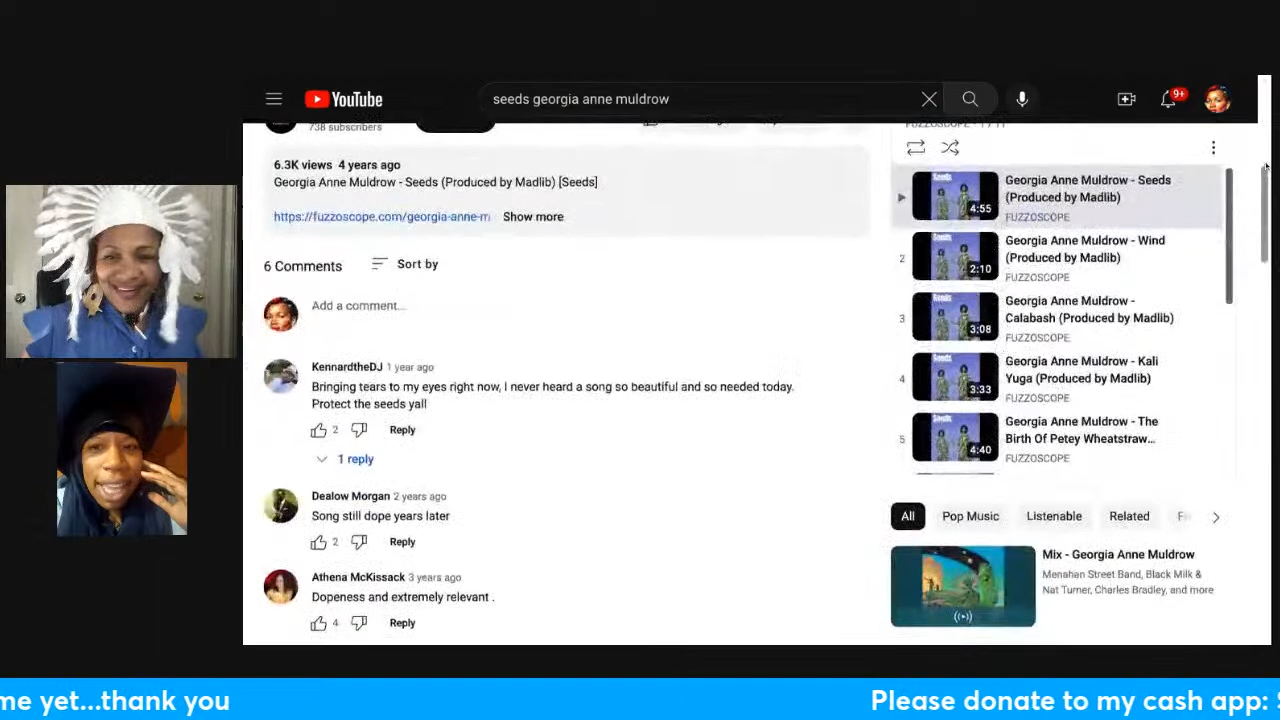 YouTube
seeds georgia anne muldrow
9+
738 subscribers
6.3K views 4 years ago
Georgia Anne Muldrow - Seeds (Produced by Madlib) [Seeds]
https://fuzzoscope.com/georgia-anne-m
Show more
6 Comments
Sort by
Add a comment...
KennardtheDJ 1 year ago
Bringing tears to my eyes right now, I never heard a song so beautiful and so needed today.
Protect the seeds yall
2
Reply
1 reply
Dealow Morgan 2 years ago
Song still dope years later
2
Reply
Athena McKissack 3 years ago
Dopeness and extremely relevant .
4
Reply
Seeds
4:55
Georgia Anne Muldrow - Seeds
(Produced by Madlib)
FUZZOSCOPE
2
Seeds
2:10
Georgia Anne Muldrow - Wind
(Produced by Madlib)
FUZZOSCOPE
3
Seeds
3:08
Georgia Anne Muldrow -
Calabash (Produced by Madlib)
FUZZOSCOPE
4
Seeds
3:33
Georgia Anne Muldrow - Kali
Yuga (Produced by Madlib)
FUZZOSCOPE
5
Seeds
4:40
Georgia Anne Muldrow - The
Birth Of Petey Wheatstraw...
FUZZOSCOPE
All
Pop Music
Listenable
Related
Mix - Georgia Anne Muldrow
Menahan Street Band, Black Milk &
Nat Turner, Charles Bradley, and more
me yet...thank you
Please donate to my cash app: